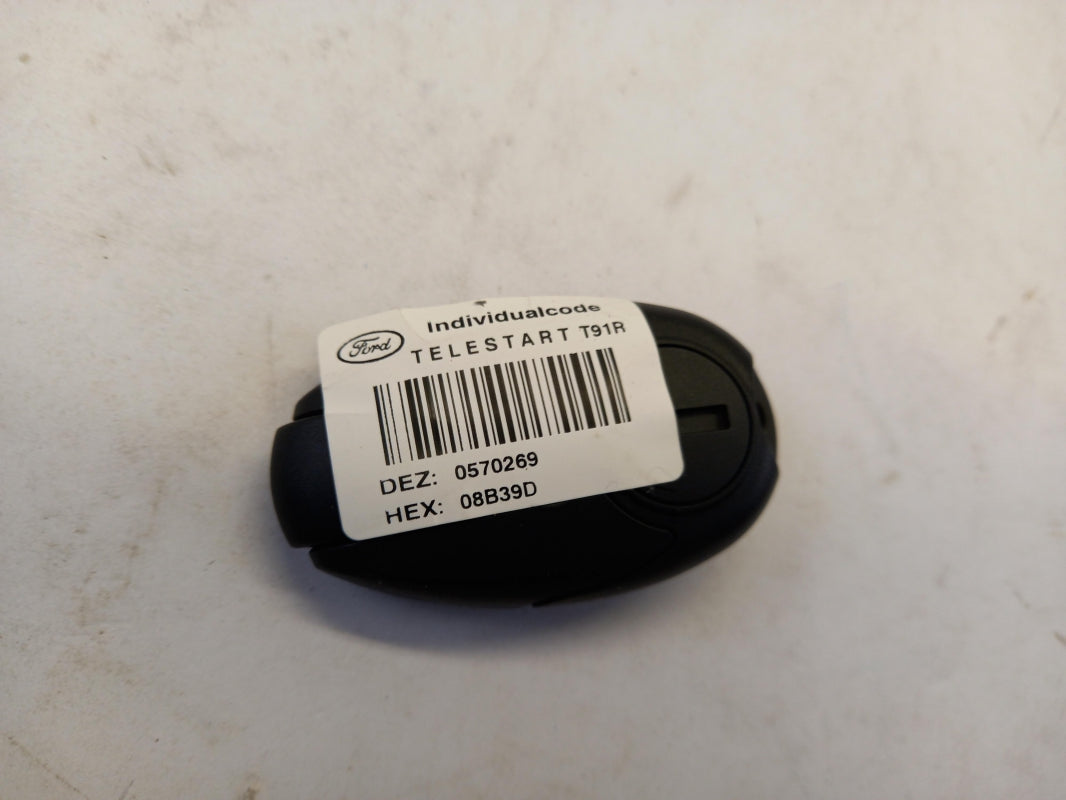 Individualcode
Ford TELESTART T91R
DEZ: 0570269
HEX: 08B39D